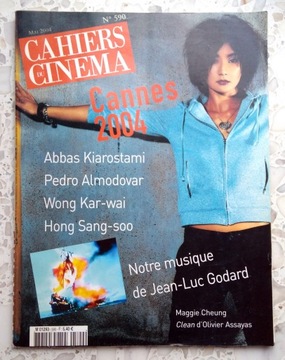 N° 590
Mai 2004
CAHIERS
DU
CINEMA
Cannes
2004
Abbas Kiarostami
Pedro Almodovar
Wong Kar-wai
Hong Sang-soo
Notre musique
de Jean-Luc Godard
Maggie Cheung
Clean d'Olivier Assayas